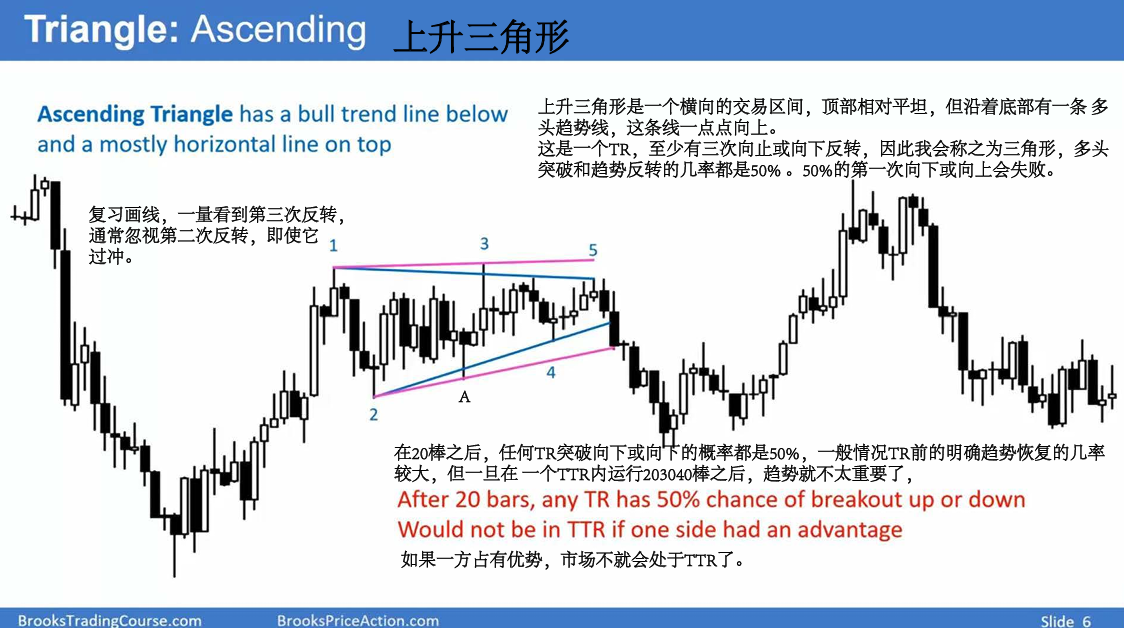 Triangle: Ascending 上升三角形
Ascending Triangle has a bull trend line below
and a mostly horizontal line on top
上升三角形是一个横向的交易区间，顶部相对平坦，但沿着底部有一条 多
头趋势线，这条线一点点向上。
这是一个TR，至少有三次向止或向下反转，因此我会称之为三角形，多头
突破和趋势反转的几率都是50% 。50%的第一次向下或向上会失败。
复习画线，一量看到第三次反转，
通常忽视第二次反转，即使它
过冲。
1
3
5
4
A
2
在20棒之后，任何TR突破向下或向下的概率都是50%，一般情况TR前的明确趋势恢复的几率
较大，但一旦在 一个TTR内运行203040棒之后，趋势就不太重要了，
After 20 bars, any TR has 50% chance of breakout up or down
Would not be in TTR if one side had an advantage
如果一方占有优势，市场不就会处于TTR了。
BrooksTradingCourse.com
BrooksPriceAction.com
Slide 6